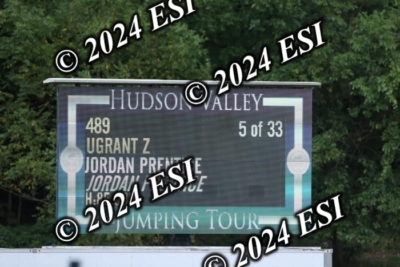 © 2024 ESI
© 2024 ESI
HUDSON VALLEY
489 5 of 33
UGRANT Z
JORDAN
JORDAN
© 2024 ESI
JUMPING TOUR
© 2024 ESI
© 2024 ESI